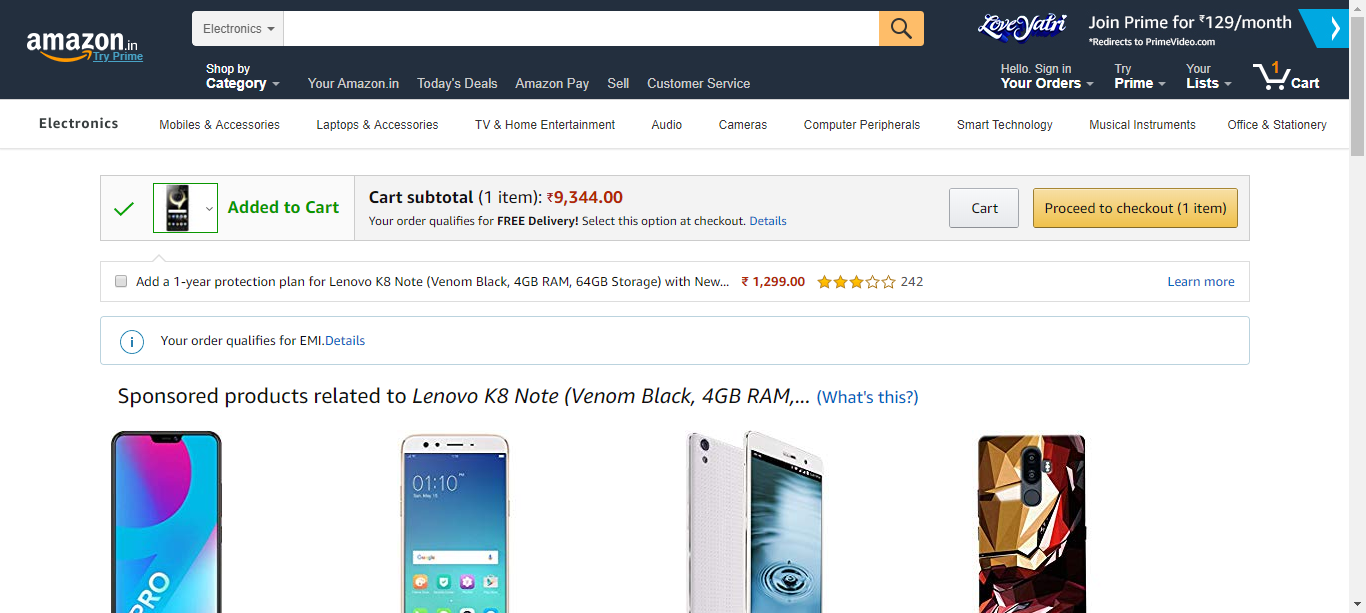 Electronics
Love Yatri
Join Prime for ₹129/month
*Redirects to PrimeVideo.com
amazon.in
Try Prime
Shop by
Category
Your Amazon.in
Today's Deals
Amazon Pay
Sell
Customer Service
Hello. Sign in
Your Orders
Try
Prime
Your
Lists
1
Cart
Electronics
Mobiles & Accessories
Laptops & Accessories
TV & Home Entertainment
Audio
Cameras
Computer Peripherals
Smart Technology
Musical Instruments
Office & Stationery
Added to Cart
Cart subtotal (1 item): ₹9,344.00
Your order qualifies for FREE Delivery! Select this option at checkout. Details
Cart
Proceed to checkout (1 item)
Add a 1-year protection plan for Lenovo K8 Note (Venom Black, 4GB RAM, 64GB Storage) with New...
₹ 1,299.00
242
Learn more
Your order qualifies for EMI.Details
Sponsored products related to Lenovo K8 Note (Venom Black, 4GB RAM,... (What's this?)
01:10
Google
PRO